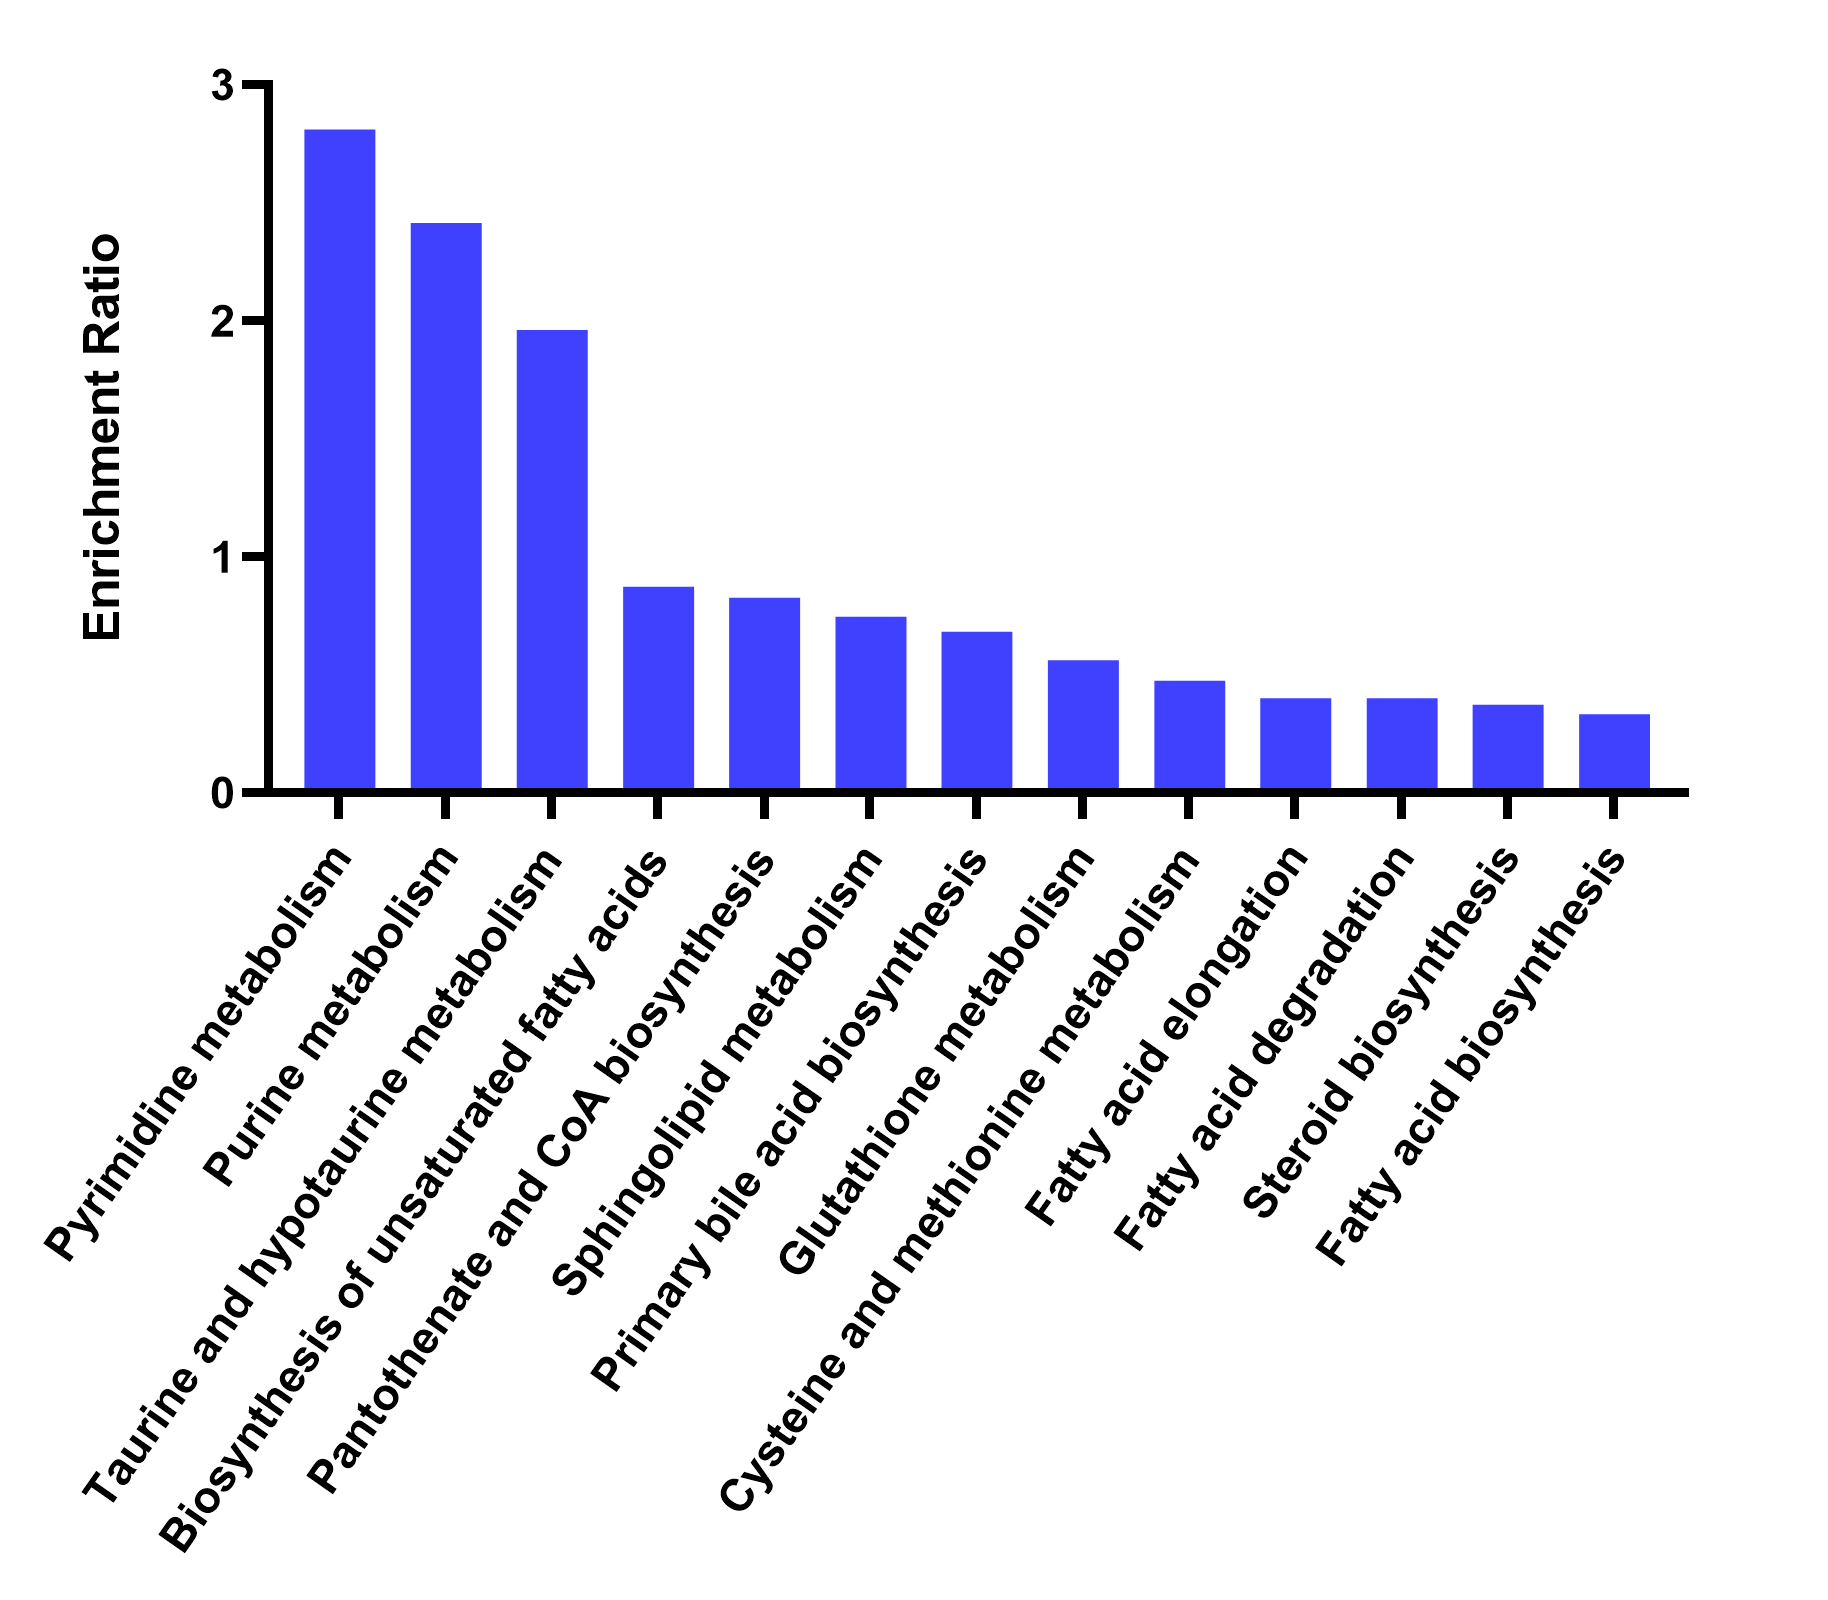 Enrichment Ratio
3
2
1
0
Pyrimidine metabolism
Purine metabolism
Taurine and hypotaurine metabolism
Biosynthesis of unsaturated fatty acids
Pantothenate and CoA biosynthesis
Sphingolipid metabolism
Primary bile acid biosynthesis
Glutathione metabolism
Cysteine and methionine metabolism
Fatty acid elongation
Fatty acid degradation
Steroid biosynthesis
Fatty acid biosynthesis